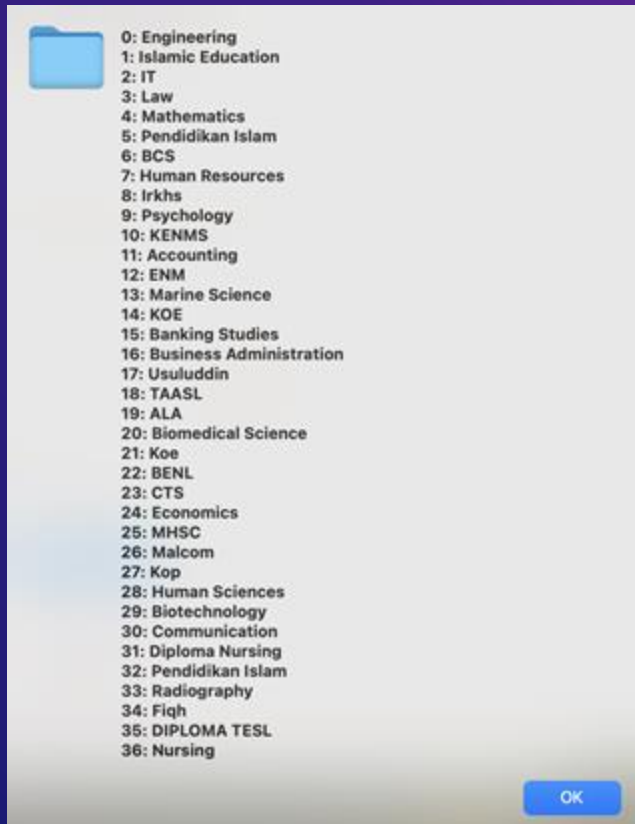 0: Engineering
1: Islamic Education
2: IT
3: Law
4: Mathematics
5: Pendidikan Islam
6: BCS
7: Human Resources
8: Irkhs
9: Psychology
10: KENMS
11: Accounting
12: ENM
13: Marine Science
14: KOE
15: Banking Studies
16: Business Administration
17: Usuluddin
18: TAASL
19: ALA
20: Biomedical Science
21: Koe
22: BENL
23: CTS
24: Economics
25: MHSC
26: Malcom
27: Kop
28: Human Sciences
29: Biotechnology
30: Communication
31: Diploma Nursing
32: Pendidikan Islam
33: Radiography
34: Fiqh
35: DIPLOMA TESL
36: Nursing
OK